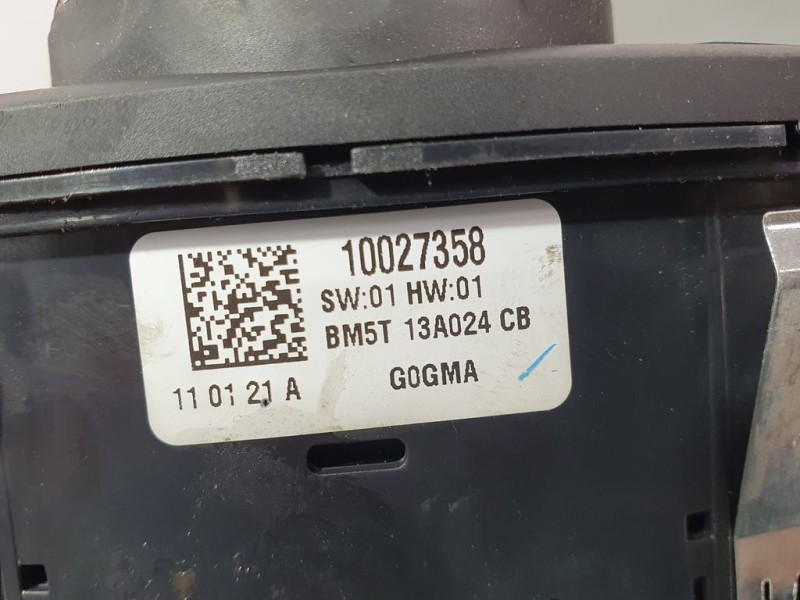 10027358
SW:01 HW:01
BM5T 13A024 CB
11 01 21 A
G0GMA